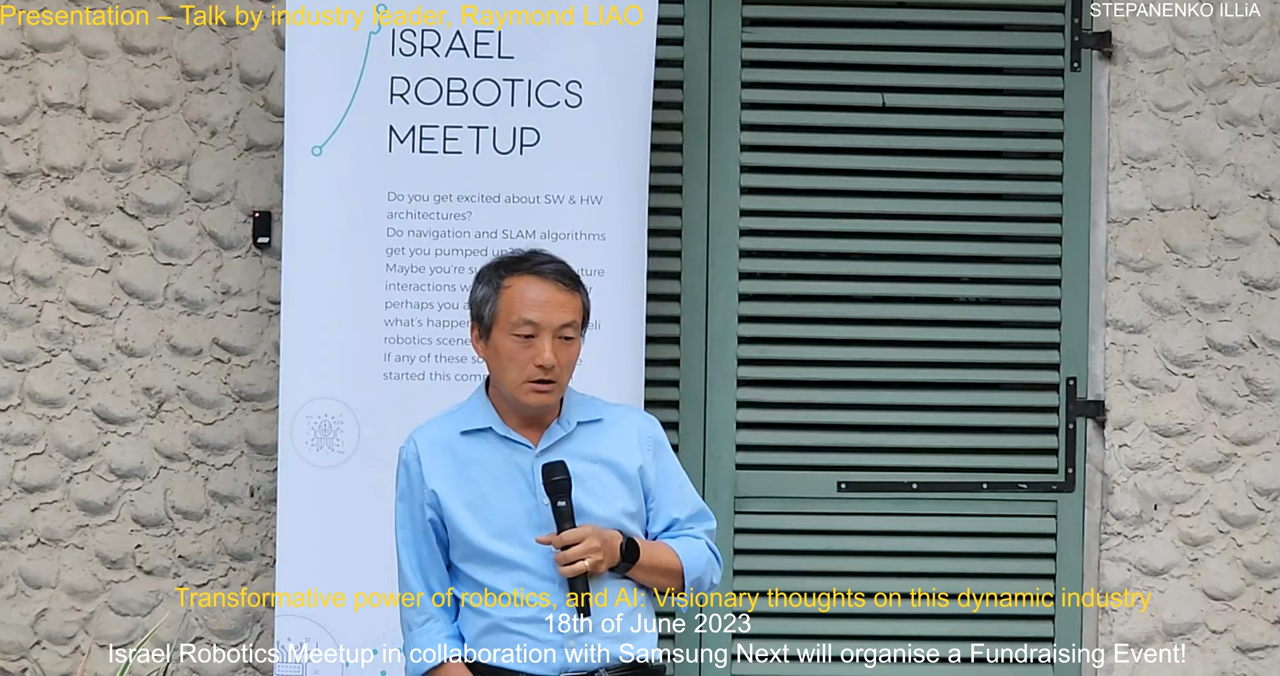 Presentation – Talk by industry leader, Raymond LIAO
STEPANENKO ILLiA
ISRAEL
ROBOTICS
MEETUP
Do you get excited about SW & HW
architectures?
Do navigation and SLAM algorithms
get you pumped up?
Maybe you're
interactions
perhaps you
what's
robotics scene
If any of these
started this
Transformative power of robotics, and AI: Visionary thoughts on this dynamic industry
18th of June 2023
Israel Robotics Meetup in collaboration with Samsung Next will organise a Fundraising Event!